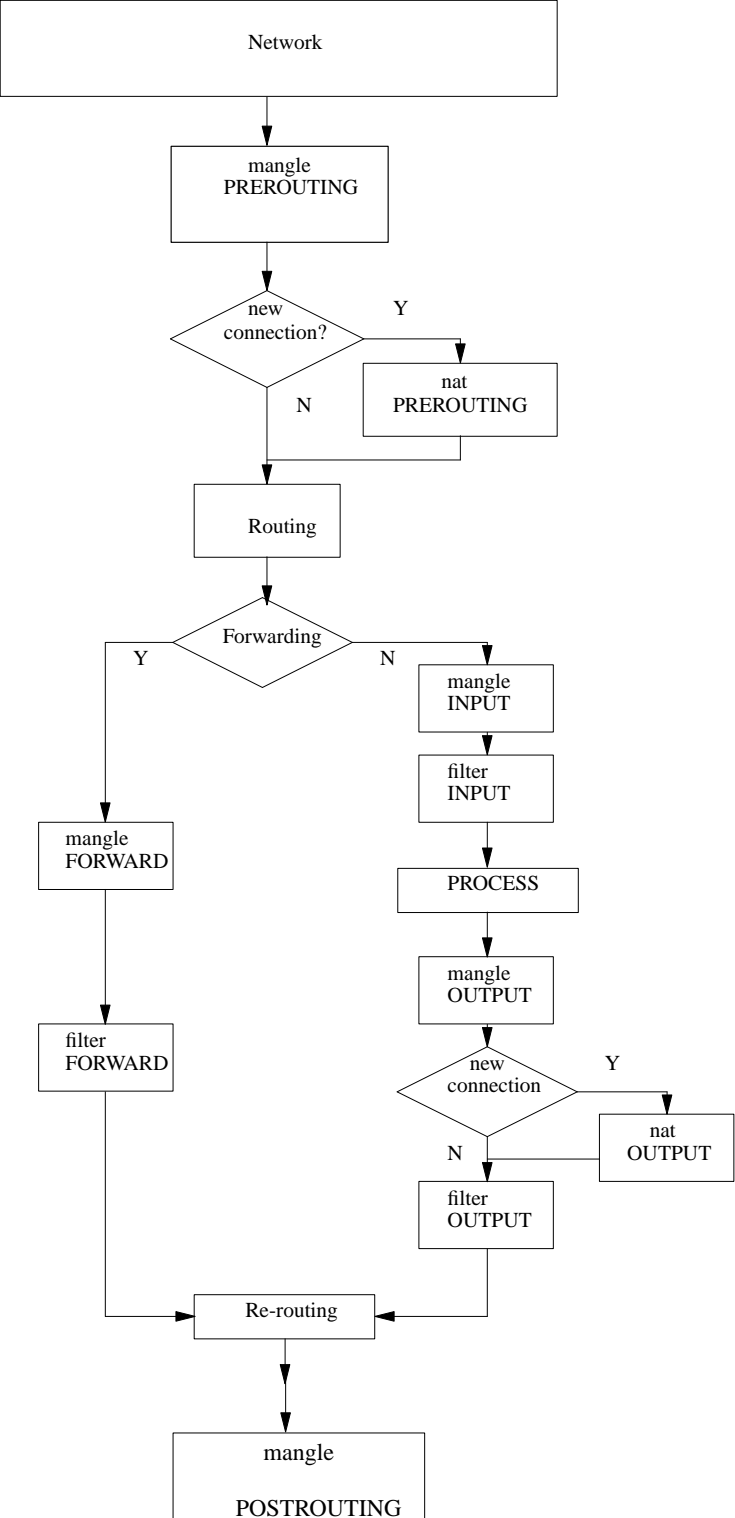 Network
mangle
PREROUTING
new
connection?
Y
nat
PREROUTING
N
Routing
Forwarding
Y
N
mangle
INPUT
filter
INPUT
mangle
FORWARD
PROCESS
mangle
OUTPUT
filter
FORWARD
new
connection
Y
nat
OUTPUT
N
filter
OUTPUT
Re-routing
mangle
POSTROUTING